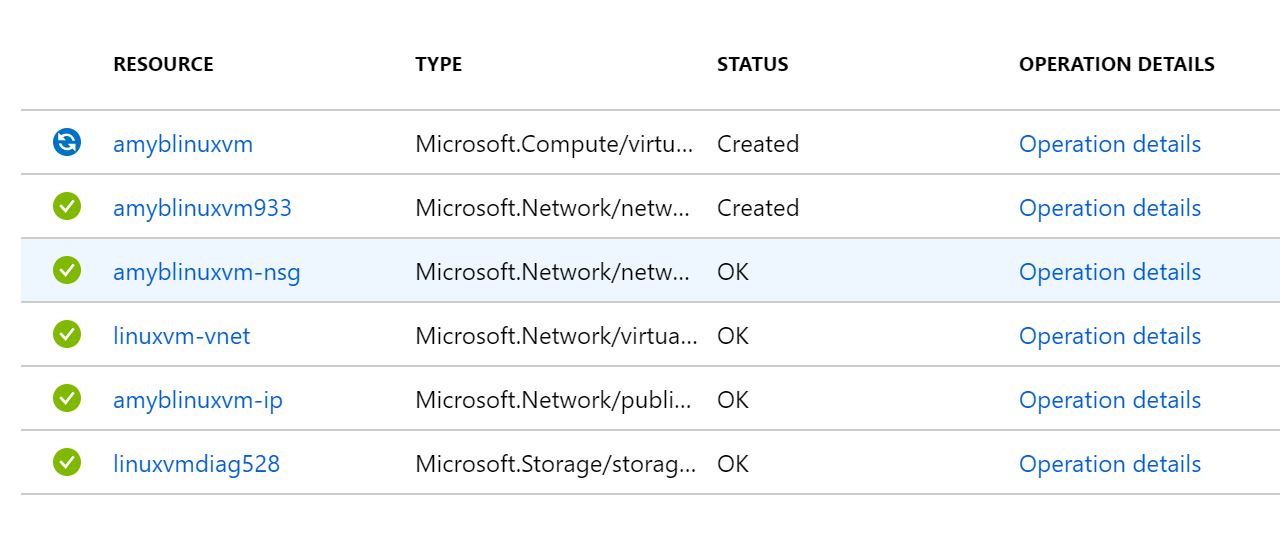 RESOURCE TYPE STATUS OPERATION DETAILS
amyblinuxvm Microsoft.Compute/virtu... Created Operation details
amyblinuxvm933 Microsoft.Network/netw... Created Operation details
amyblinuxvm-nsg Microsoft.Network/netw... OK Operation details
linuxvm-vnet Microsoft.Network/virtua... OK Operation details
amyblinuxvm-ip Microsoft.Network/publi... OK Operation details
linuxvmdiag528 Microsoft.Storage/storag... OK Operation details